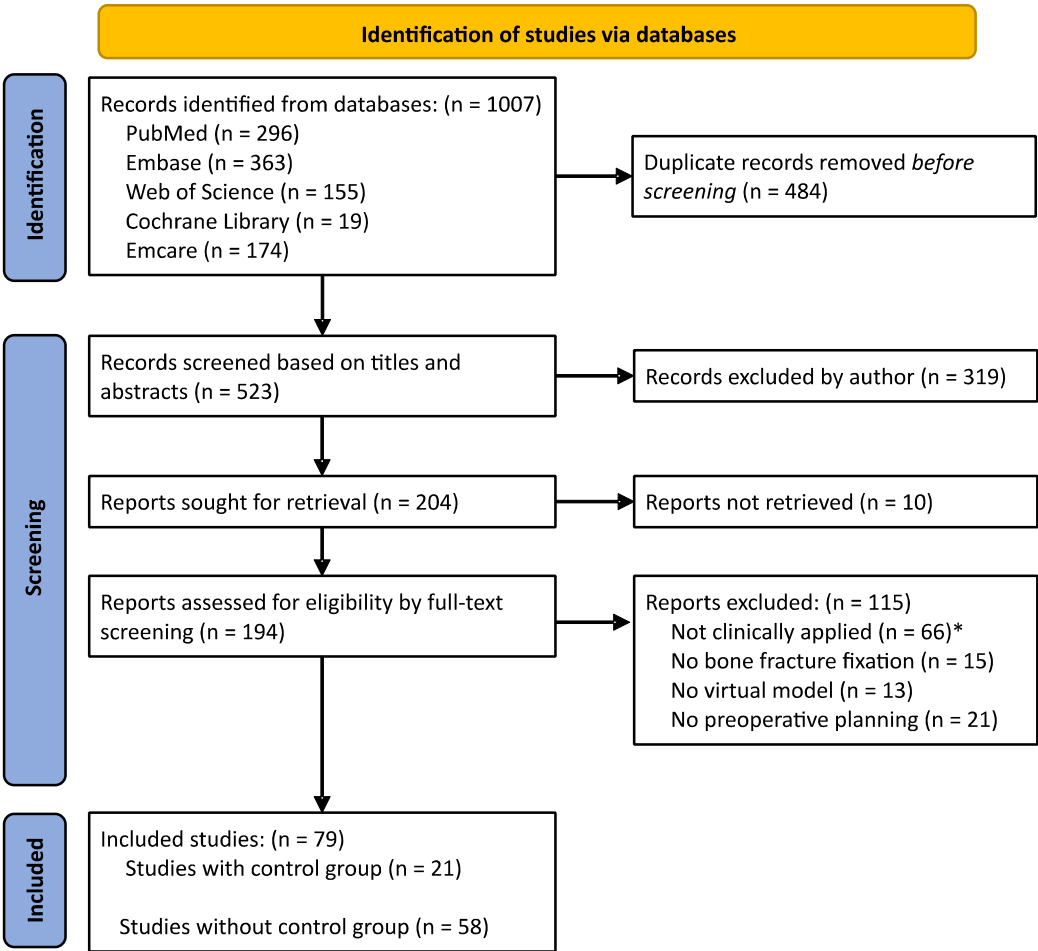 Identification of studies via databases
Identification
Records identified from databases: (n = 1007)
PubMed (n = 296)
Embase (n = 363)
Web of Science (n = 155)
Cochrane Library (n = 19)
Emcare (n = 174)
Duplicate records removed before
screening (n = 484)
Screening
Records screened based on titles and
abstracts (n = 523)
Records excluded by author (n = 319)
Reports sought for retrieval (n = 204)
Reports not retrieved (n = 10)
Reports assessed for eligibility by full-text
screening (n = 194)
Reports excluded: (n = 115)
Not clinically applied (n = 66)*
No bone fracture fixation (n = 15)
No virtual model (n = 13)
No preoperative planning (n = 21)
Included
Included studies: (n = 79)
Studies with control group (n = 21)
Studies without control group (n = 58)